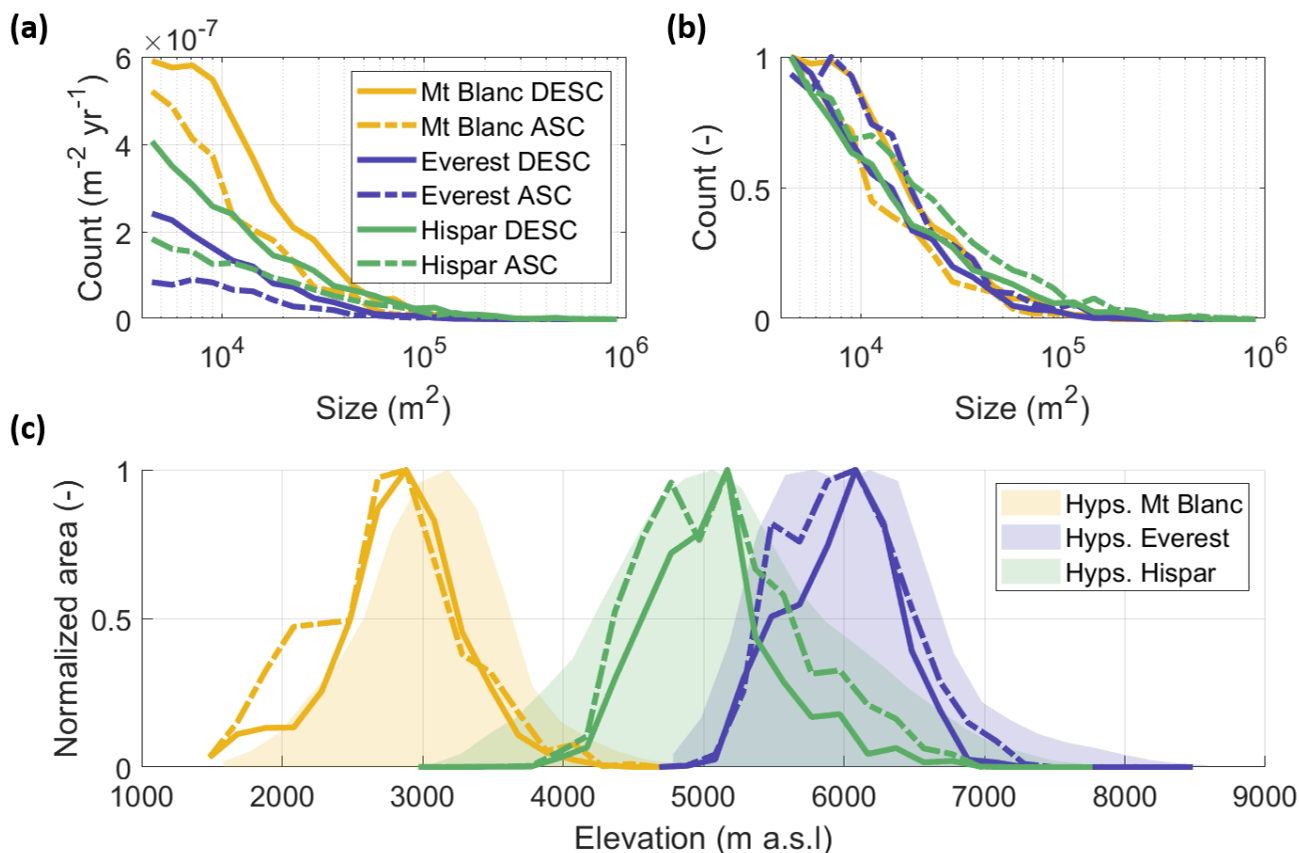 (a)
×10⁻⁷
6
4
2
0
Count (m⁻² yr⁻¹)
10⁴
10⁵
10⁶
Size (m²)
Mt Blanc DESC
Mt Blanc ASC
Everest DESC
Everest ASC
Hispar DESC
Hispar ASC
(b)
1
0.5
0
Count (-)
10⁴
10⁵
10⁶
Size (m²)
(c)
1
0.5
0
Normalized area (-)
Hyps. Mt Blanc
Hyps. Everest
Hyps. Hispar
1000 2000 3000 4000 5000 6000 7000 8000 9000
Elevation (m a.s.l)